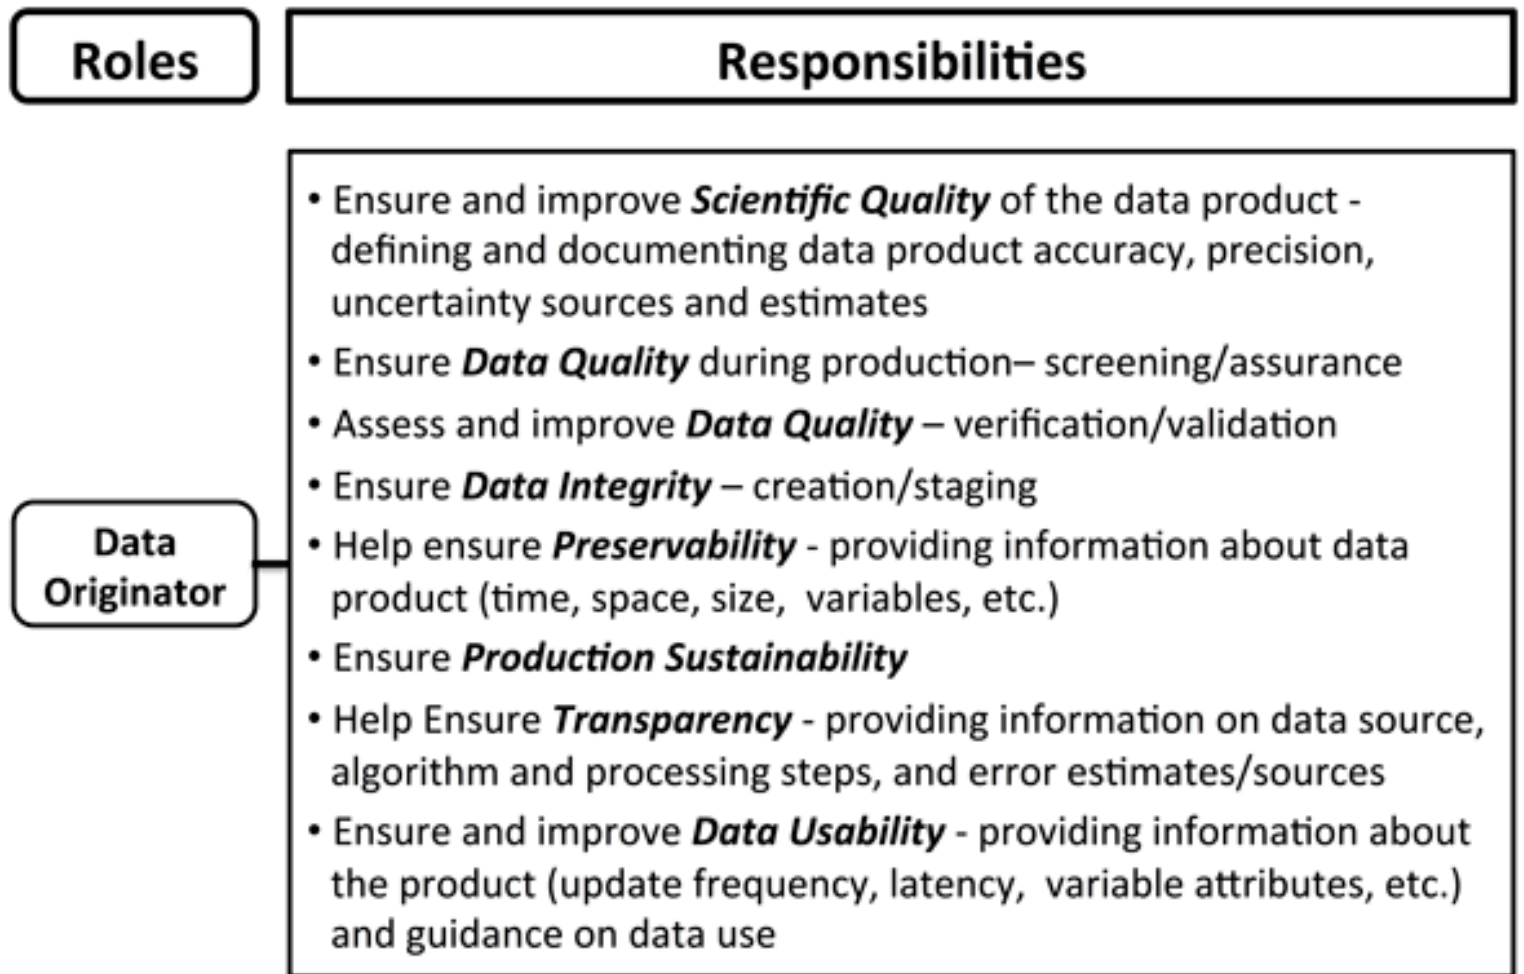 Roles
Responsibilities
• Ensure and improve Scientific Quality of the data product -
defining and documenting data product accuracy, precision,
uncertainty sources and estimates
• Ensure Data Quality during production– screening/assurance
• Assess and improve Data Quality – verification/validation
• Ensure Data Integrity – creation/staging
Data
Originator
• Help ensure Preservability - providing information about data
product (time, space, size, variables, etc.)
• Ensure Production Sustainability
• Help Ensure Transparency - providing information on data source,
algorithm and processing steps, and error estimates/sources
• Ensure and improve Data Usability - providing information about
the product (update frequency, latency, variable attributes, etc.)
and guidance on data use